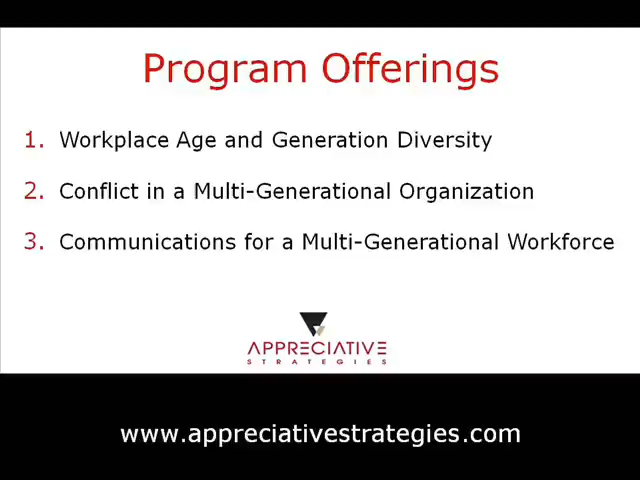 Program Offerings
1. Workplace Age and Generation Diversity
2. Conflict in a Multi-Generational Organization
3. Communications for a Multi-Generational Workforce
APPRECIATIVE
STRATEGIES
www.appreciativestrategies.com